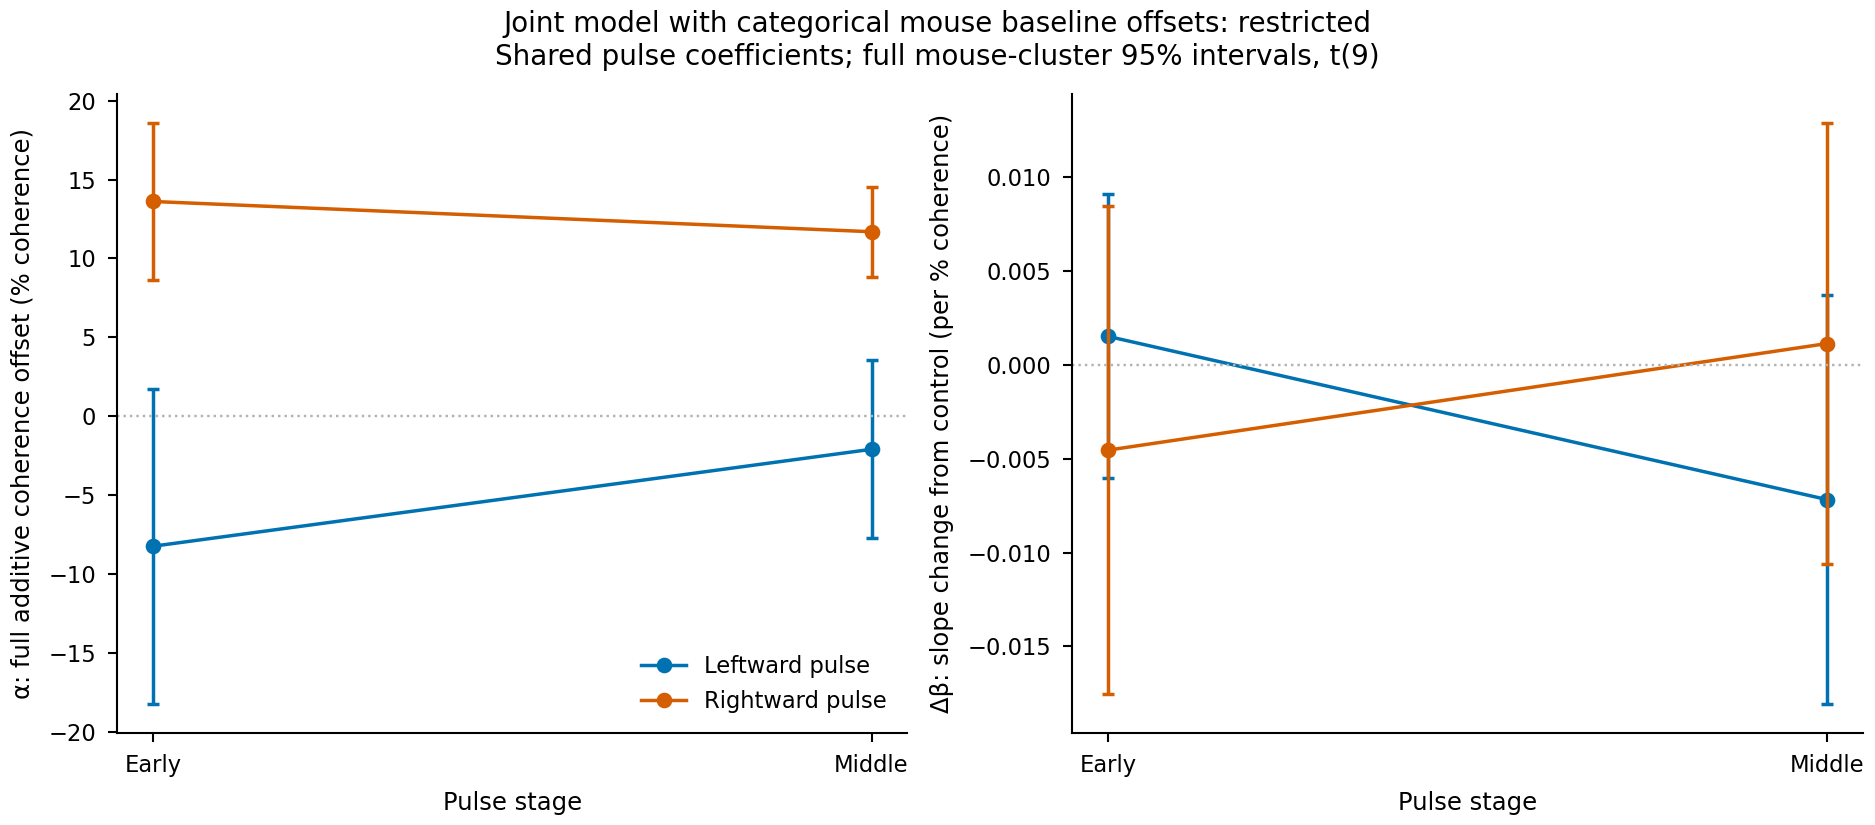 Joint model with categorical mouse baseline offsets: restricted
Shared pulse coefficients; full mouse-cluster 95% intervals, t(9)
α: full additive coherence offset (% coherence)
20
15
10
5
0
−5
−10
−15
−20
Early
Middle
Pulse stage
Leftward pulse
Rightward pulse
Δβ: slope change from control (per % coherence)
0.010
0.005
0.000
−0.005
−0.010
−0.015
Early
Middle
Pulse stage